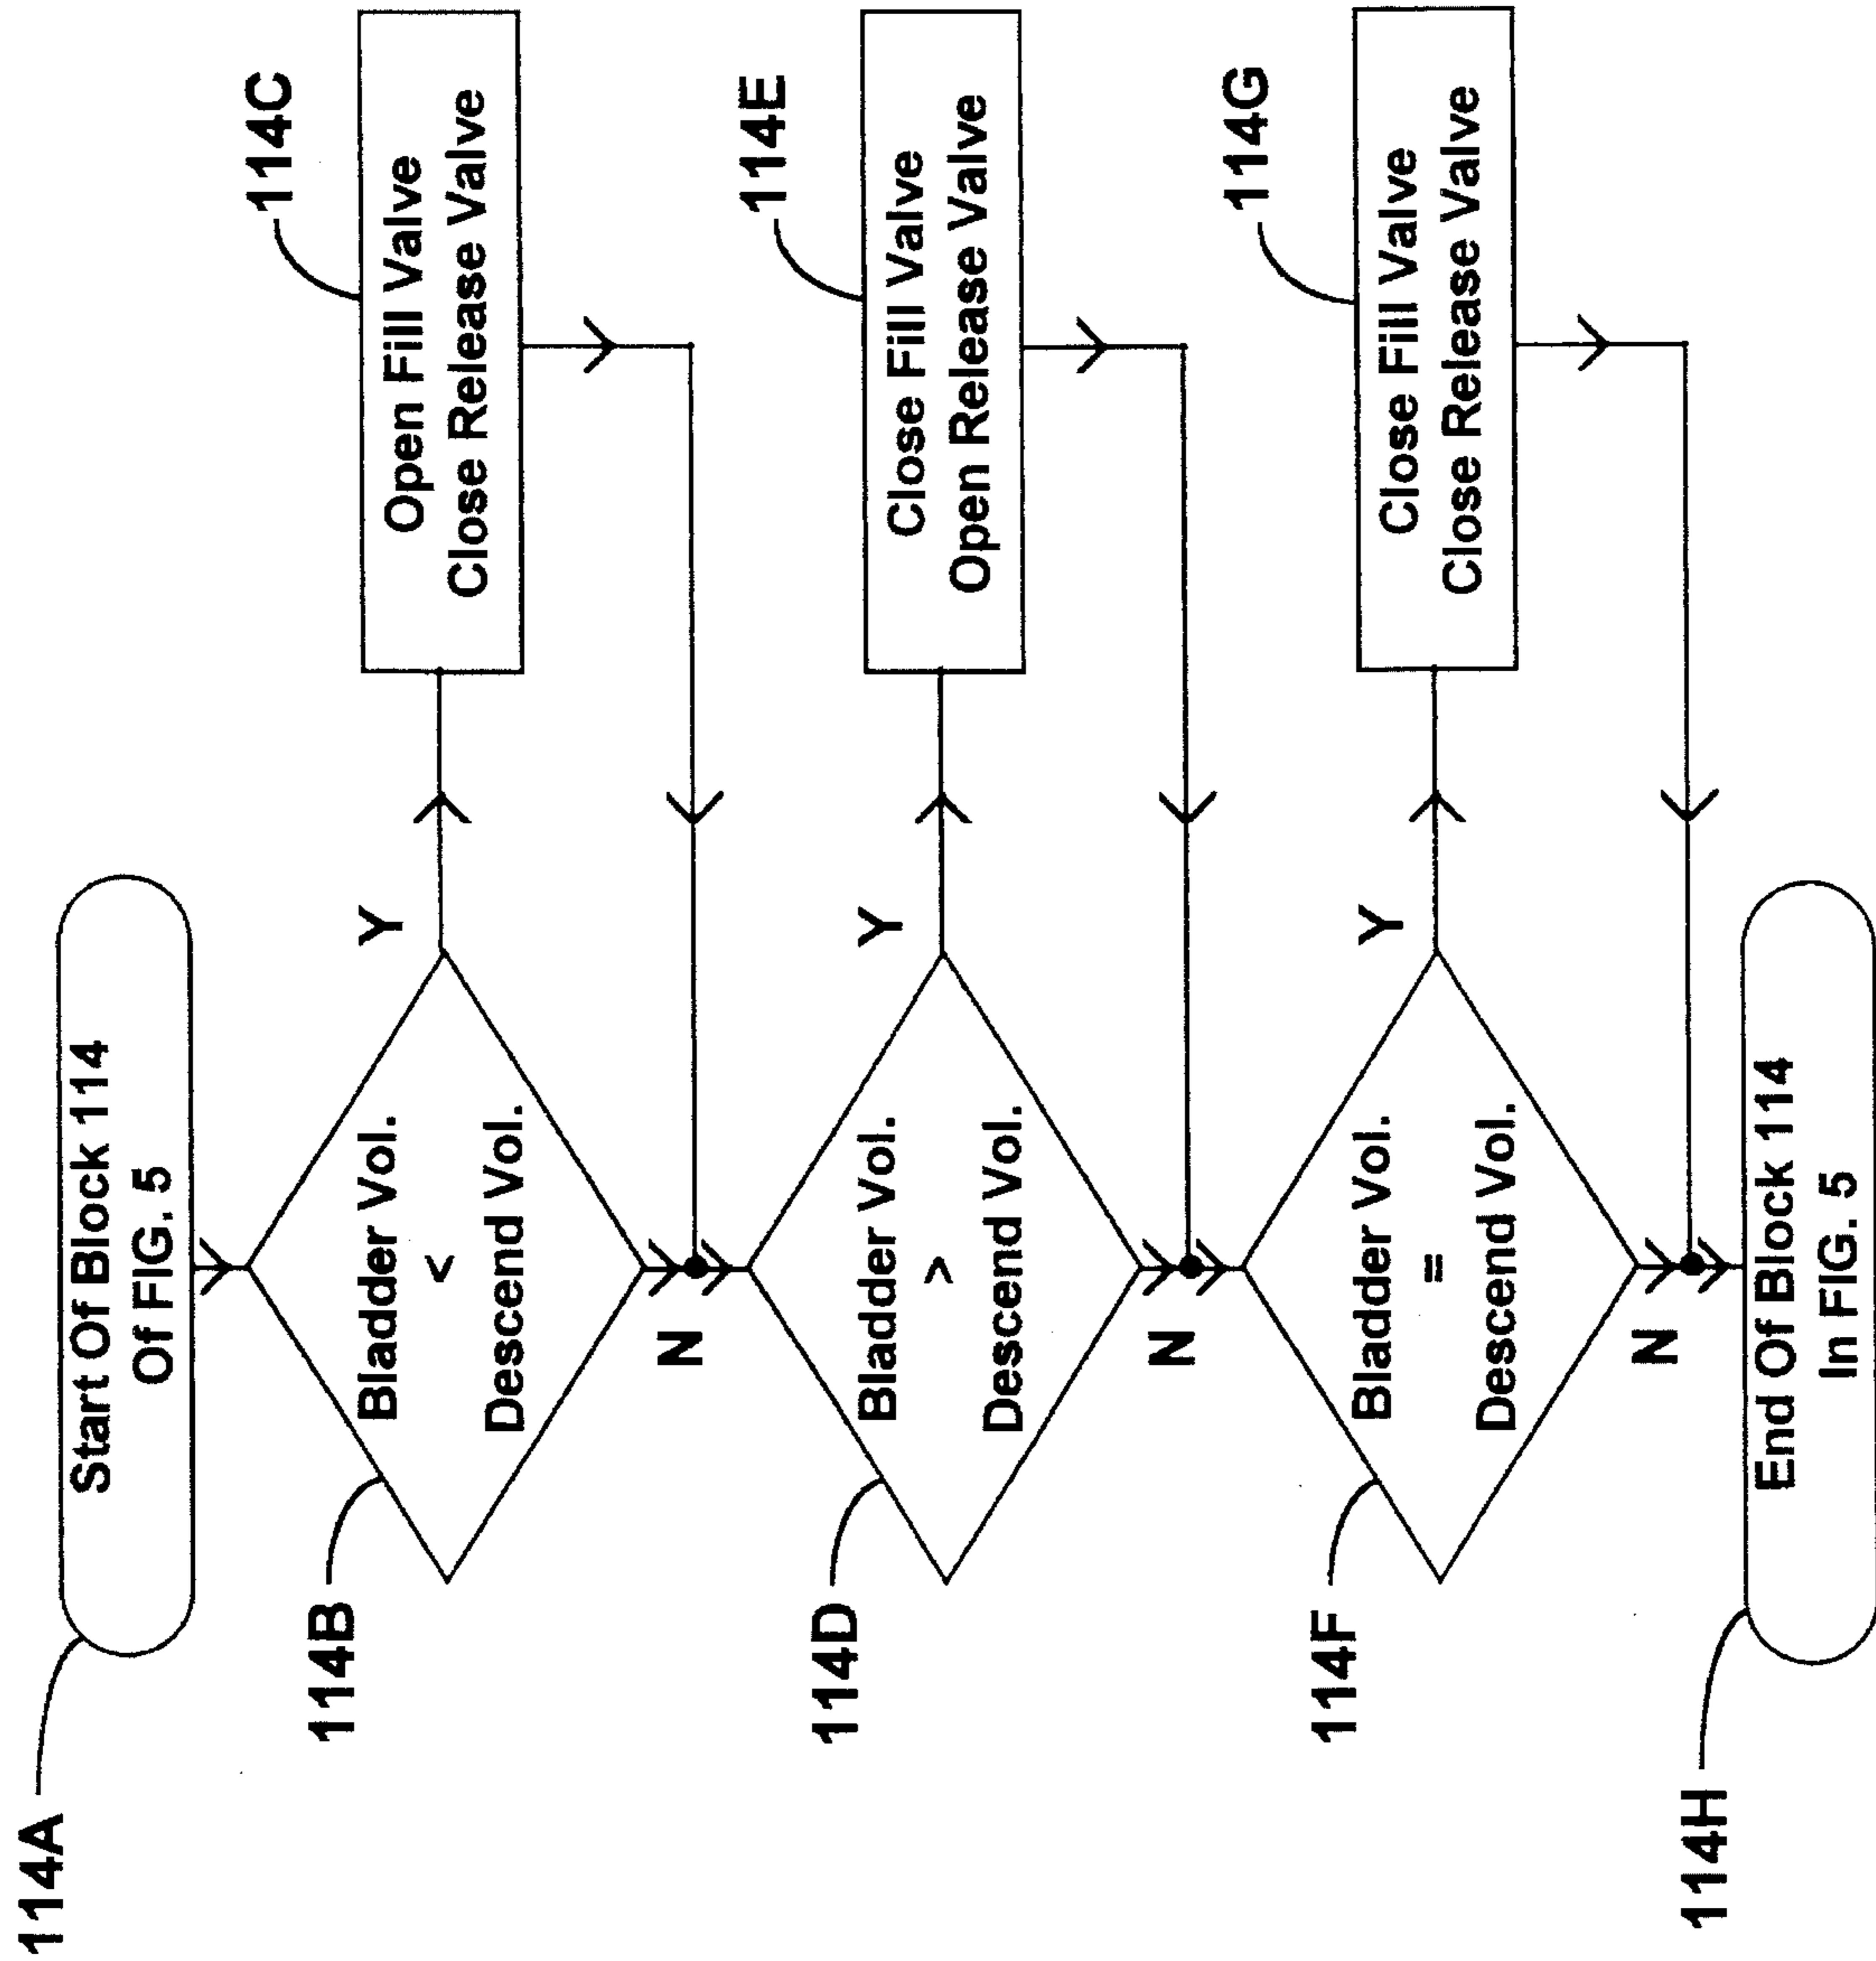 114A
Start Of Block 114
Of FIG. 5
114B
Bladder Vol.
<
Descend Vol.
Y
114C
Open Fill Valve
Close Release Valve
N
114D
Bladder Vol.
>
Descend Vol.
Y
114E
Close Fill Valve
Open Release Valve
N
114F
Bladder Vol.
=
Descend Vol.
Y
114G
Close Fill Valve
Close Release Valve
N
114H
End Of Block 114
In FIG. 5